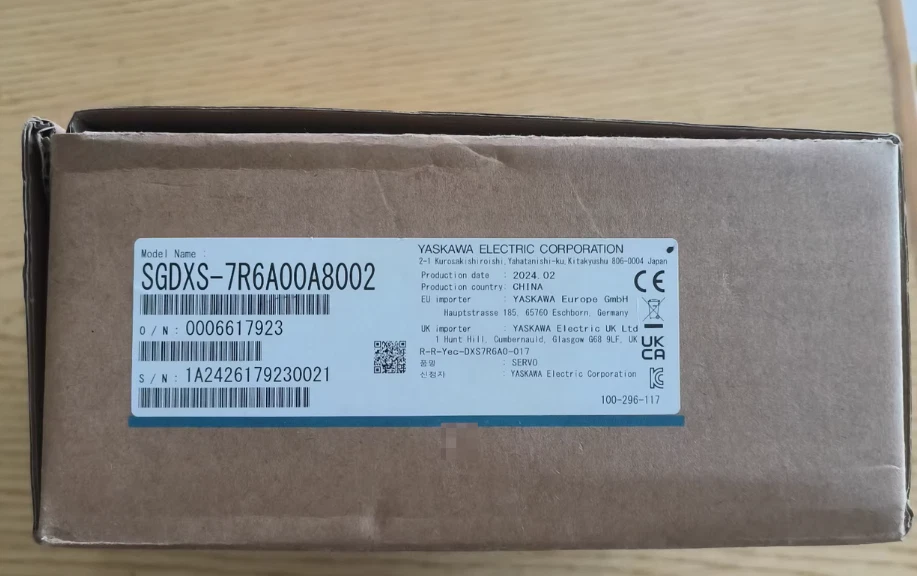 Model Name :
SGDXS-7R6A00A8002
O / N : 0006617923
S / N : 1A2426179230021
YASKAWA ELECTRIC CORPORATION
2-1 Kurosakishiroishi, Yahatanishi-ku, Kitakyushu 806-0004 Japan
Production date : 2024.02
Production country : CHINA
EU importer : YASKAWA Europe GmbH
Hauptstrasse 185, 65760 Eschborn, Germany
UK importer : YASKAWA Electric UK Ltd
1 Hunt Hill, Cumbernauld, Glasgow G68 9LF, UK
R-R-Yec-DXS7R6A0-017
품명 : SERVO
신청자 : YASKAWA Electric Corporation
100-296-117
CE
UK
CA